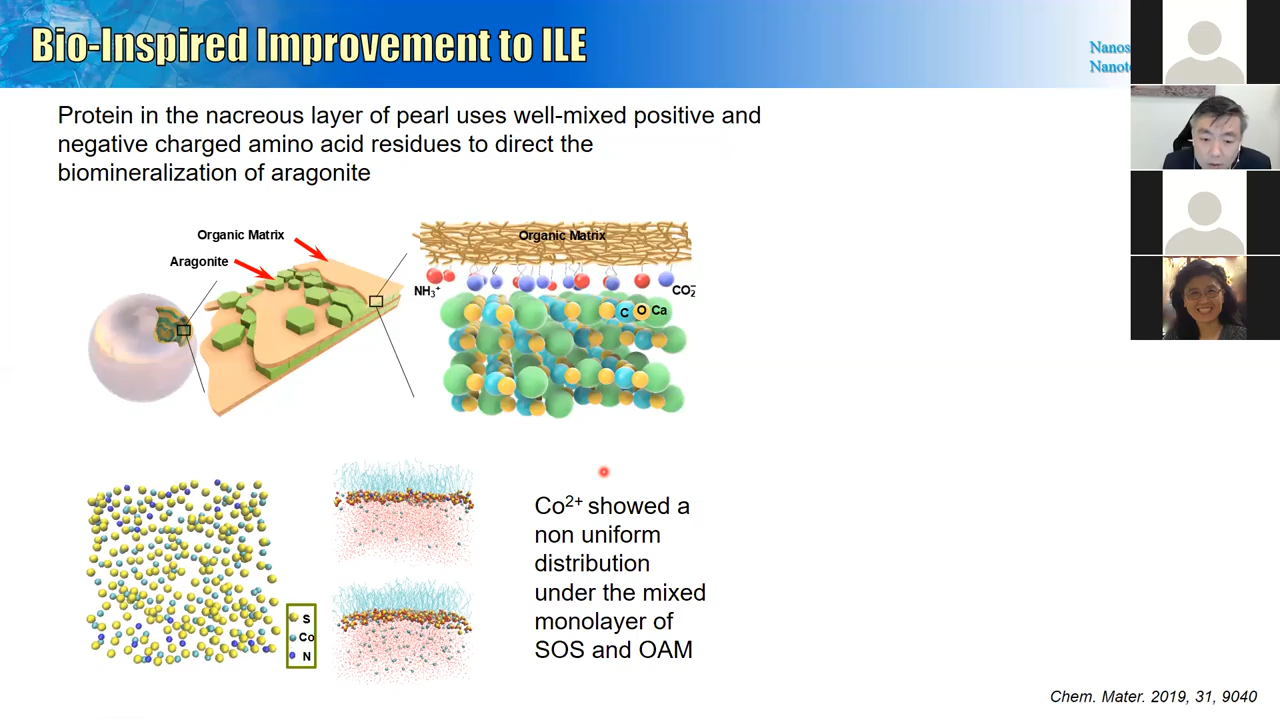 Bio-Inspired Improvement to ILE
Protein in the nacreous layer of pearl uses well-mixed positive and
negative charged amino acid residues to direct the
biomineralization of aragonite
Organic Matrix
Aragonite
Organic Matrix
NH₃⁺
CO₂⁻
C O Ca
S
Co
N
Co²⁺ showed a
non uniform
distribution
under the mixed
monolayer of
SOS and OAM
Chem. Mater. 2019, 31, 9040